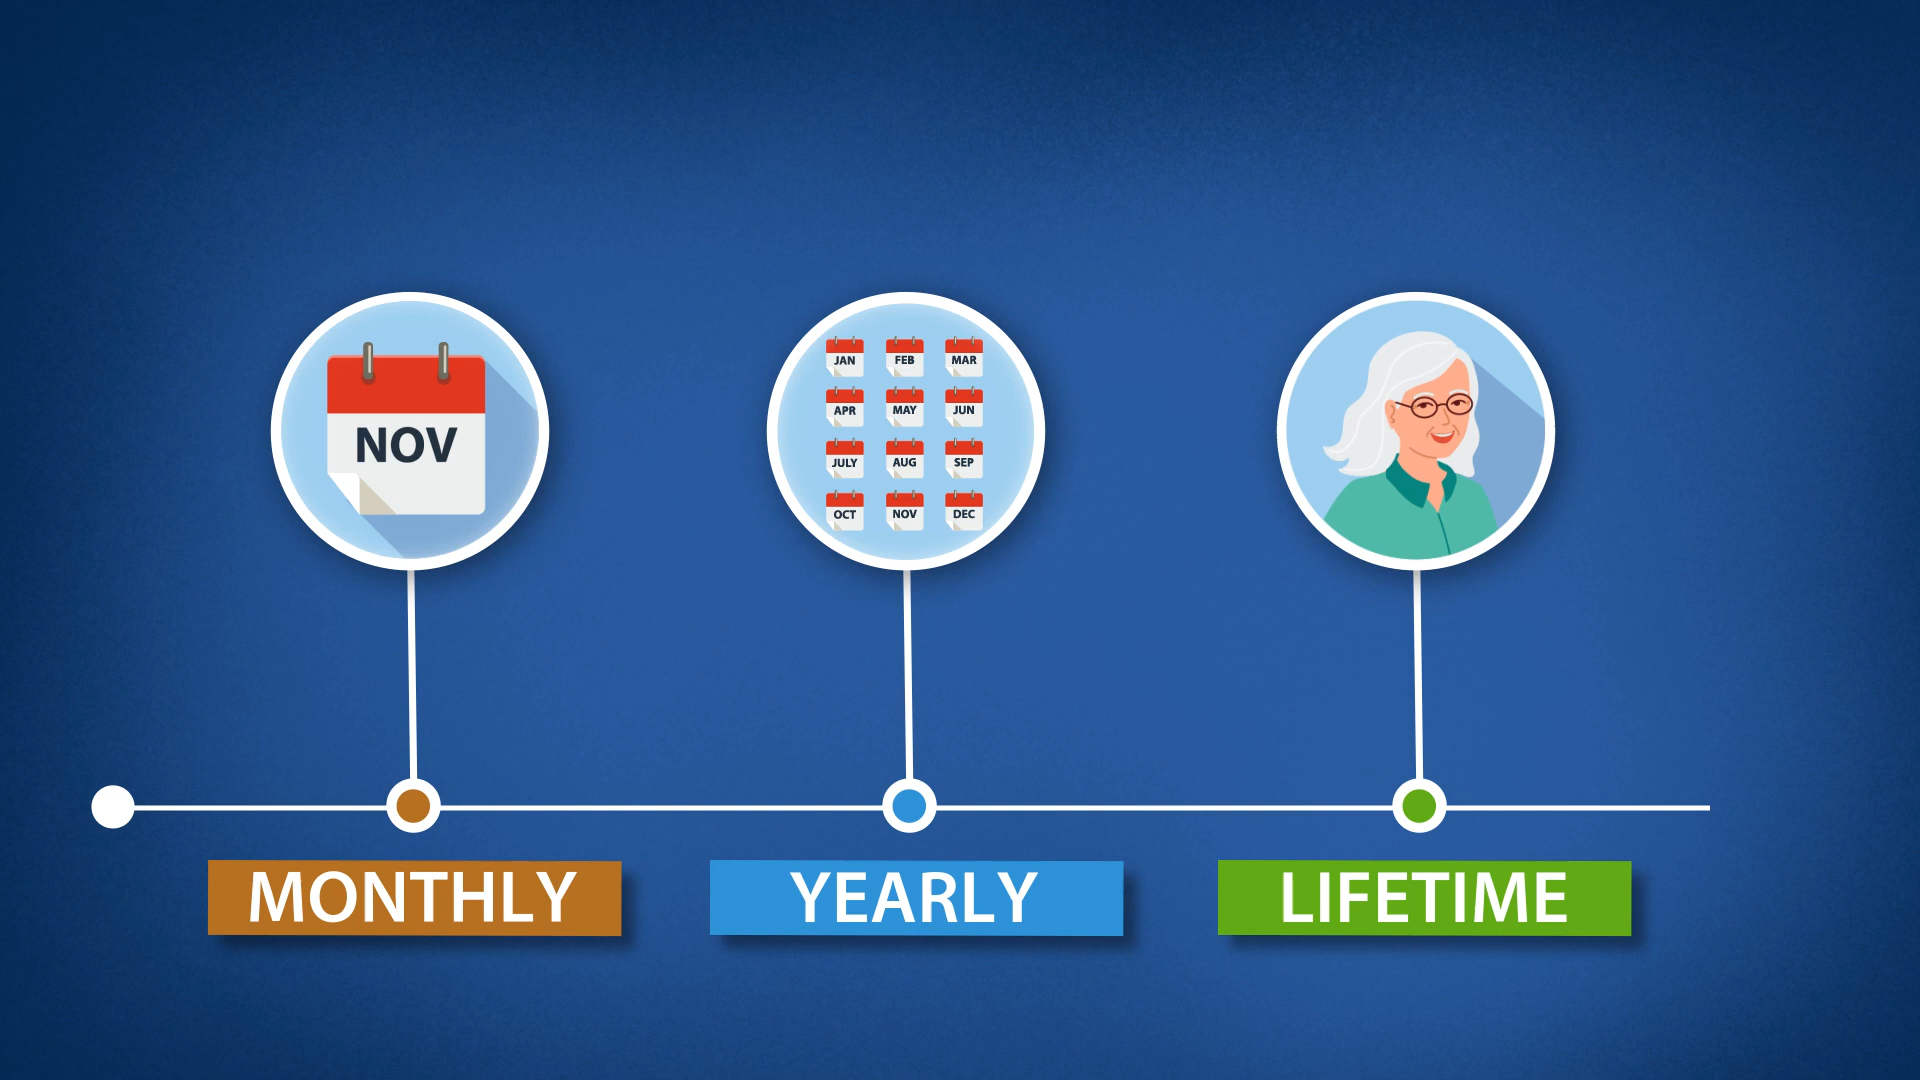 NOV
JAN FEB MAR
APR MAY JUN
JULY AUG SEP
OCT NOV DEC
MONTHLY
YEARLY
LIFETIME